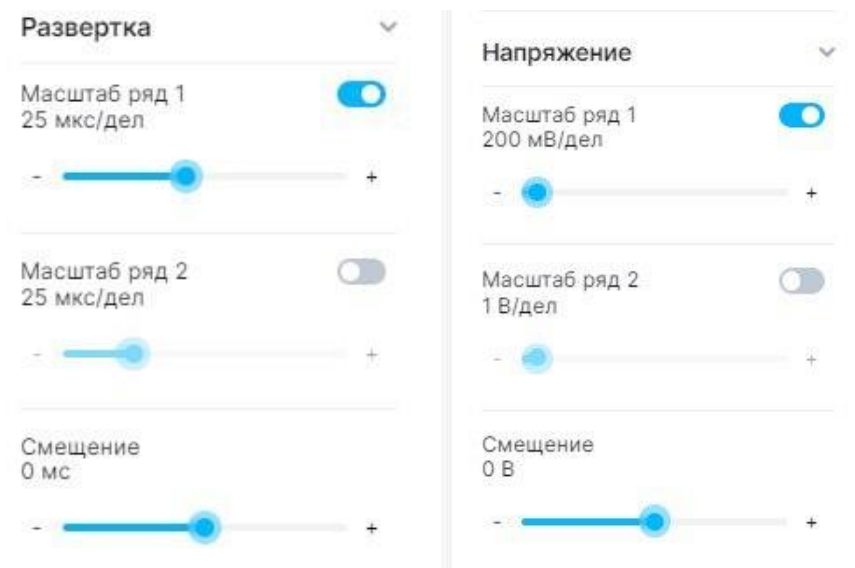 Развертка
Масштаб ряд 1
25 мкс/дел
-
+
Масштаб ряд 2
25 мкс/дел
-
+
Смещение
0 мс
-
+
Напряжение
Масштаб ряд 1
200 мВ/дел
-
+
Масштаб ряд 2
1 В/дел
-
+
Смещение
0 В
-
+